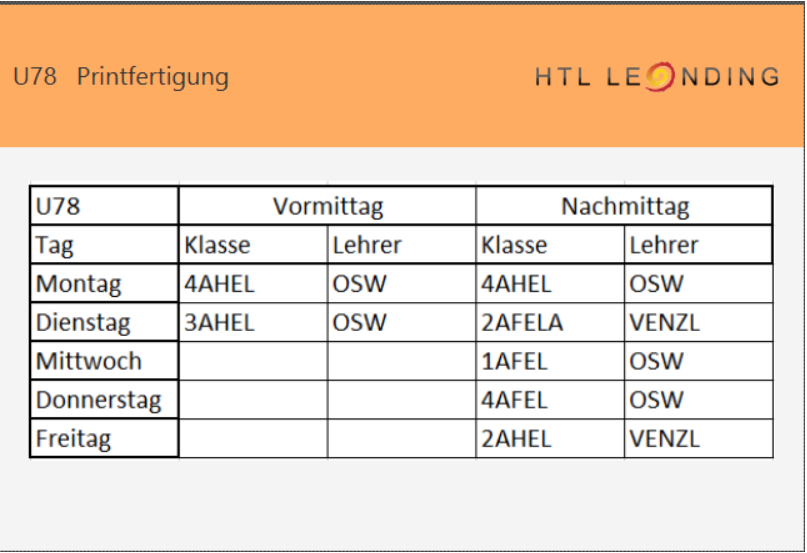 U78 Printfertigung
HTL LEONDING
U78 Vormittag Nachmittag
Tag Klasse Lehrer Klasse Lehrer
Montag 4AHEL OSW 4AHEL OSW
Dienstag 3AHEL OSW 2AFELA VENZL
Mittwoch 1AFEL OSW
Donnerstag 4AFEL OSW
Freitag 2AHEL VENZL